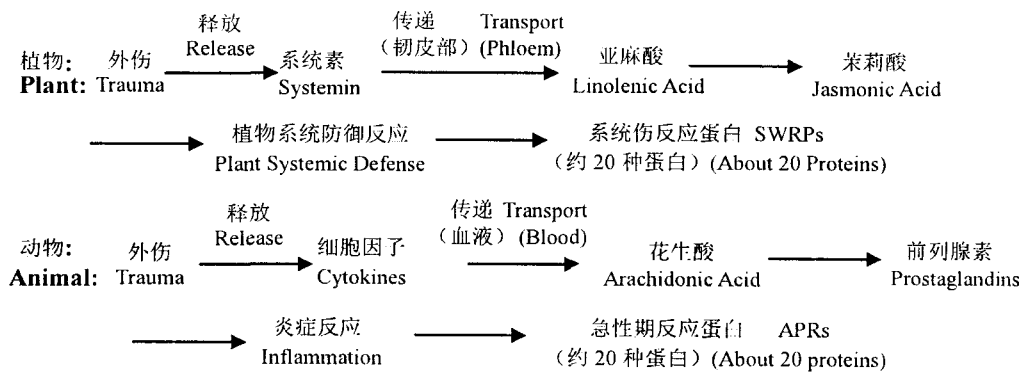 释放 传递 Transport
植物: 外伤 Release 系统素 (韧皮部) (Phloem) 亚麻酸 茉莉酸
Plant: Trauma Systemin Linolenic Acid Jasmonic Acid
植物系统防御反应 系统伤反应蛋白 SWRPs
Plant Systemic Defense (约 20 种蛋白) (About 20 Proteins)
释放 传递 Transport
动物: 外伤 Release 细胞因子 (血液) (Blood) 花生酸 前列腺素
Animal: Trauma Cytokines Arachidonic Acid Prostaglandins
炎症反应 急性期反应蛋白 APRs
Inflammation (约 20 种蛋白) (About 20 proteins)